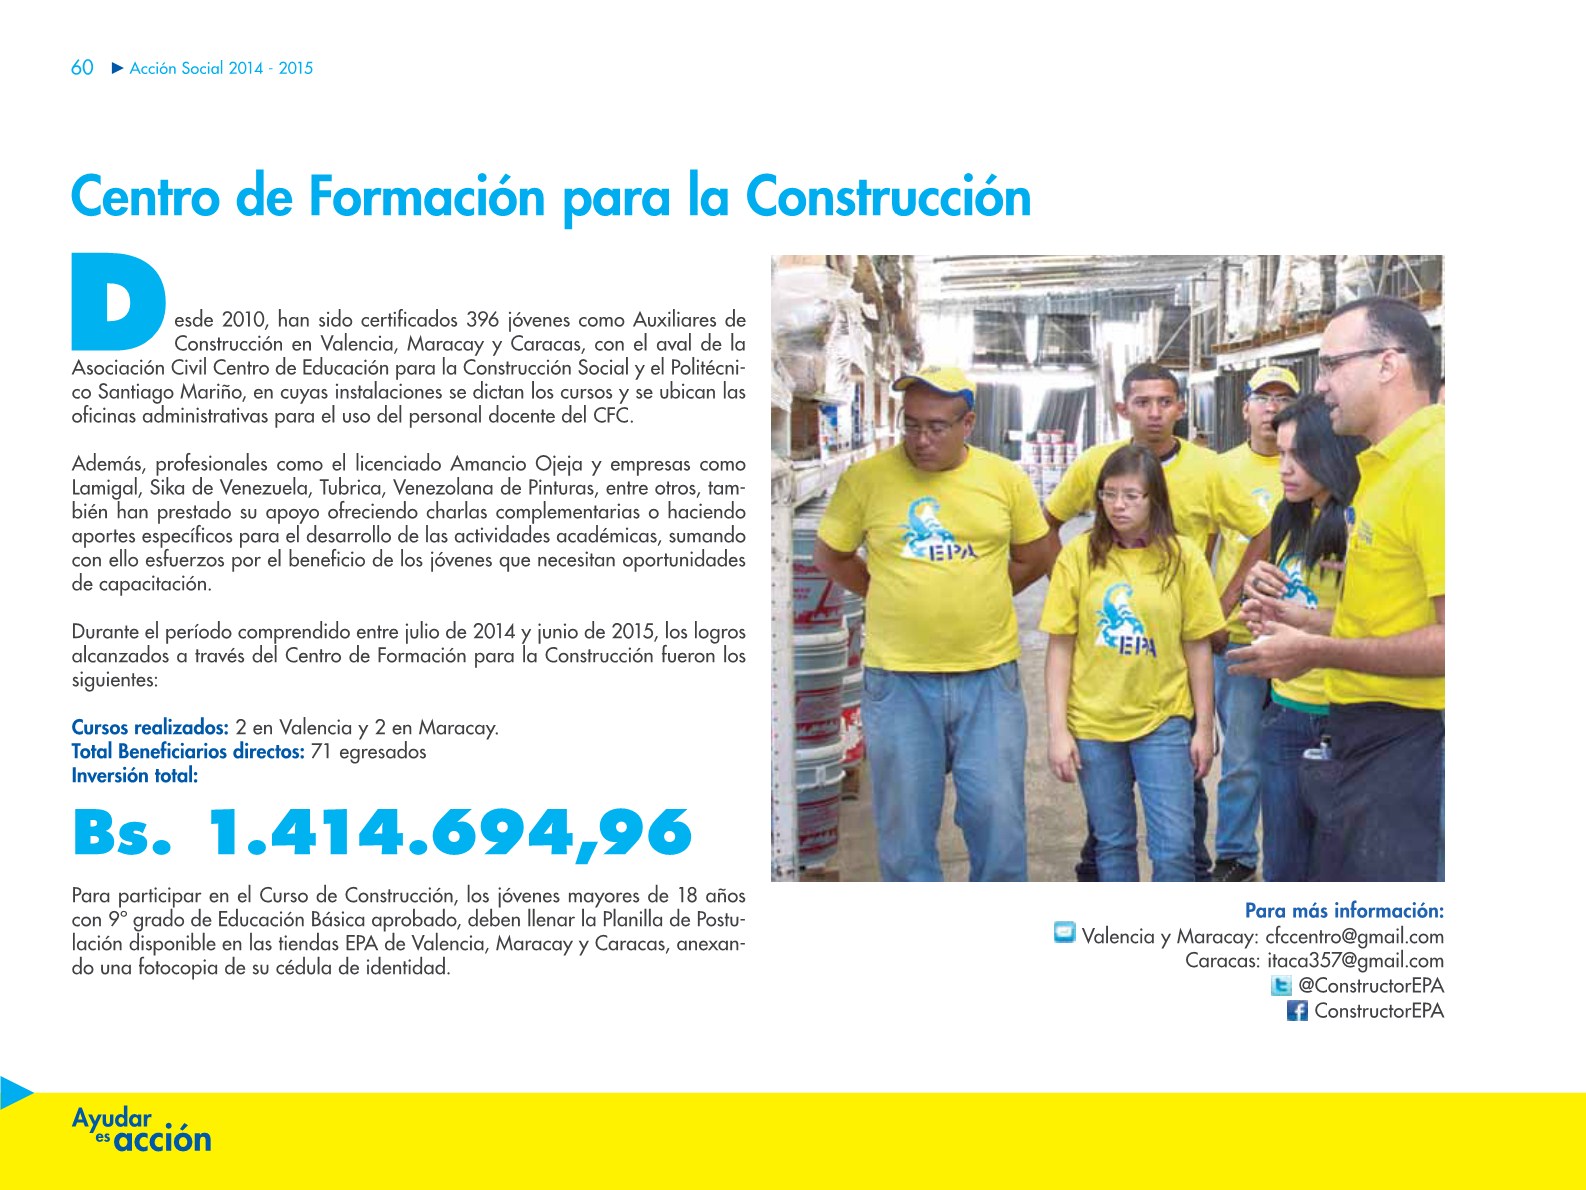 60 ▶ Acción Social 2014 - 2015
Centro de Formación para la Construcción
Desde 2010, han sido certificados 396 jóvenes como Auxiliares de
Construcción en Valencia, Maracay y Caracas, con el aval de la
Asociación Civil Centro de Educación para la Construcción Social y el Politécni-
co Santiago Mariño, en cuyas instalaciones se dictan los cursos y se ubican las
oficinas administrativas para el uso del personal docente del CFC.
Además, profesionales como el licenciado Amancio Ojeja y empresas como
Lamigal, Sika de Venezuela, Tubrica, Venezolana de Pinturas, entre otros, tam-
bién han prestado su apoyo ofreciendo charlas complementarias o haciendo
aportes específicos para el desarrollo de las actividades académicas, sumando
con ello esfuerzos por el beneficio de los jóvenes que necesitan oportunidades
de capacitación.
Durante el período comprendido entre julio de 2014 y junio de 2015, los logros
alcanzados a través del Centro de Formación para la Construcción fueron los
siguientes:
Cursos realizados: 2 en Valencia y 2 en Maracay.
Total Beneficiarios directos: 71 egresados
Inversión total:
Bs. 1.414.694,96
Para participar en el Curso de Construcción, los jóvenes mayores de 18 años
con 9º grado de Educación Básica aprobado, deben llenar la Planilla de Postu-
lación disponible en las tiendas EPA de Valencia, Maracay y Caracas, anexan-
do una fotocopia de su cédula de identidad.
EPA
EPA
Para más información:
Valencia y Maracay: cfccentro@gmail.com
Caracas: itaca357@gmail.com
@ConstructorEPA
ConstructorEPA
Ayudar
es acción